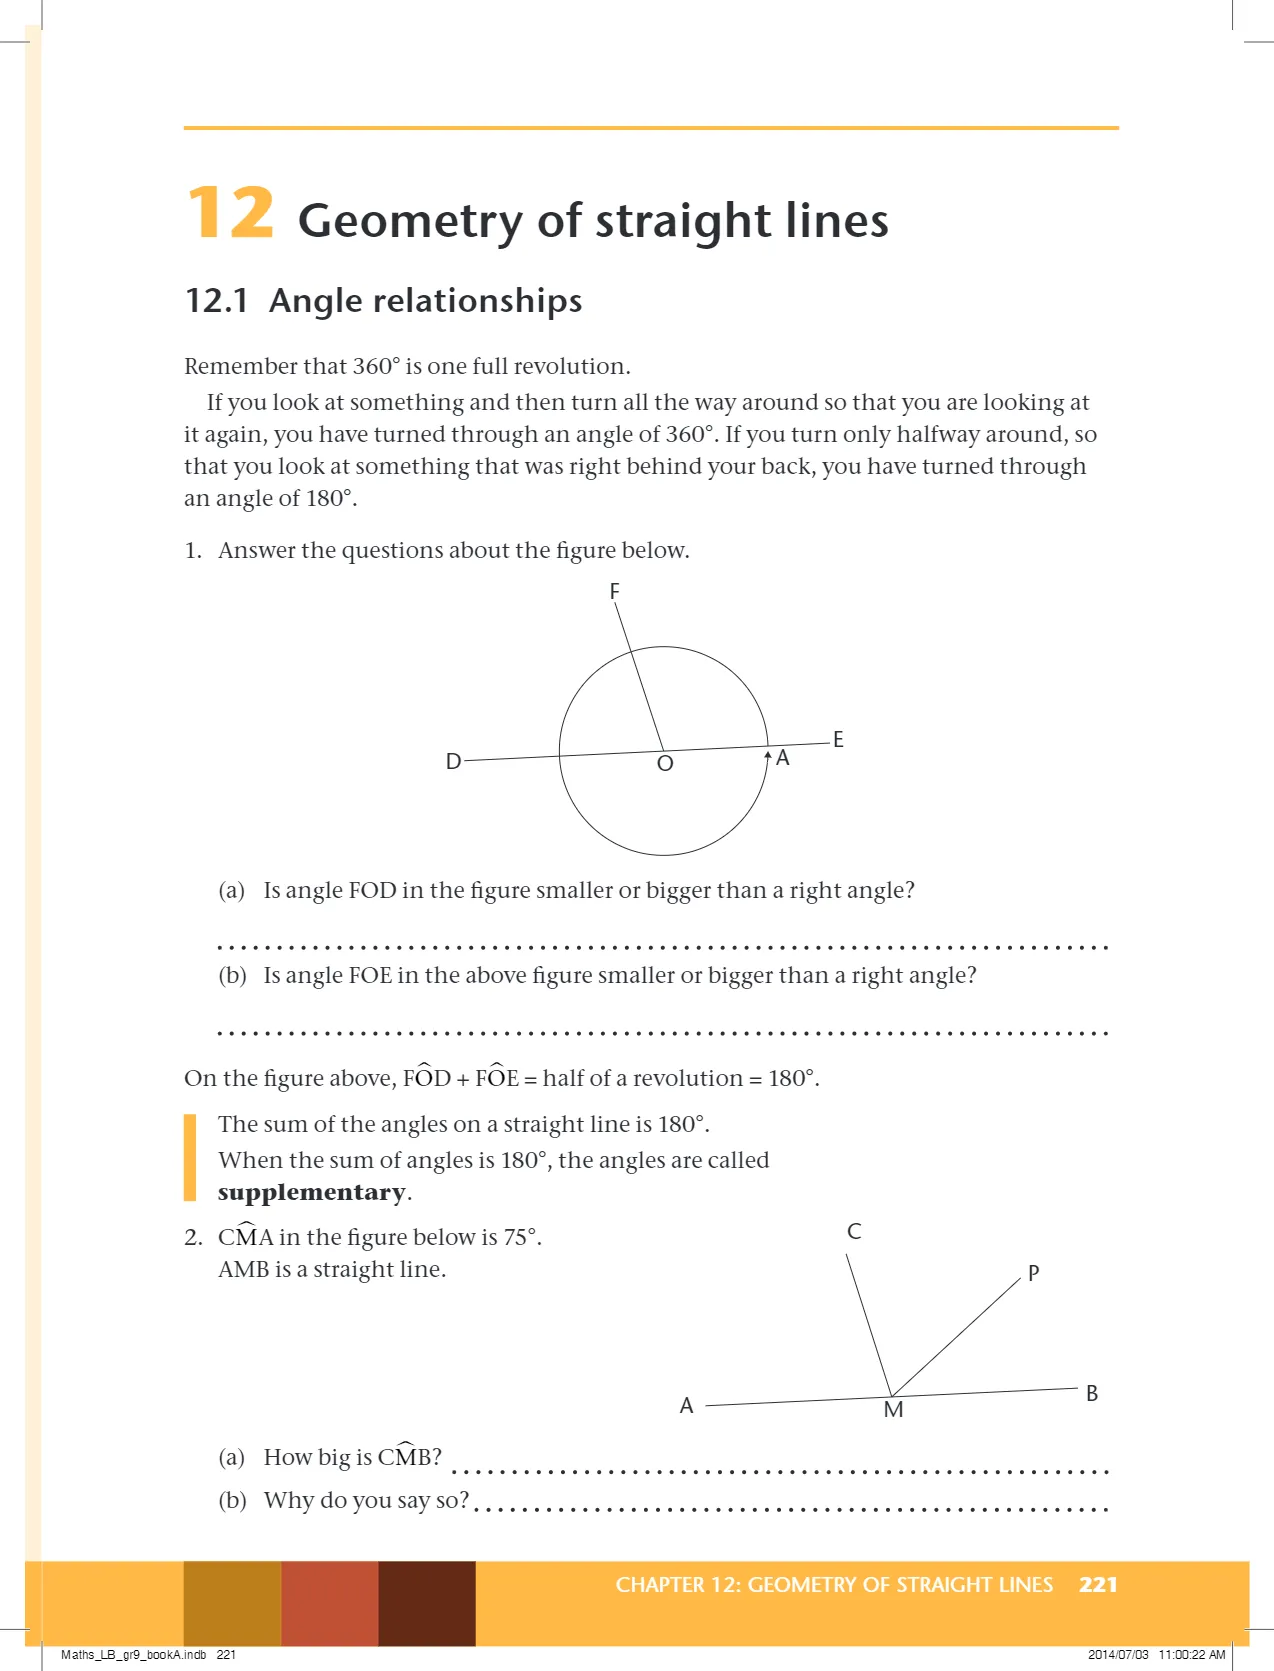 12 Geometry of straight lines
12.1 Angle relationships
Remember that 360° is one full revolution.
If you look at something and then turn all the way around so that you are looking at
it again, you have turned through an angle of 360°. If you turn only halfway around, so
that you look at something that was right behind your back, you have turned through
an angle of 180°.
1. Answer the questions about the figure below.
F
E
D
O
A
(a) Is angle FOD in the figure smaller or bigger than a right angle?
(b) Is angle FOE in the above figure smaller or bigger than a right angle?
On the figure above, FÔD + FÔE = half of a revolution = 180°.
The sum of the angles on a straight line is 180°.
When the sum of angles is 180°, the angles are called
supplementary.
2. CM̂A in the figure below is 75°.
AMB is a straight line.
C
P
A
M
B
(a) How big is CM̂B?
(b) Why do you say so?
CHAPTER 12: GEOMETRY OF STRAIGHT LINES 221
Maths_LB_gr9_bookA.indb 221
2014/07/03 11:00:22 AM